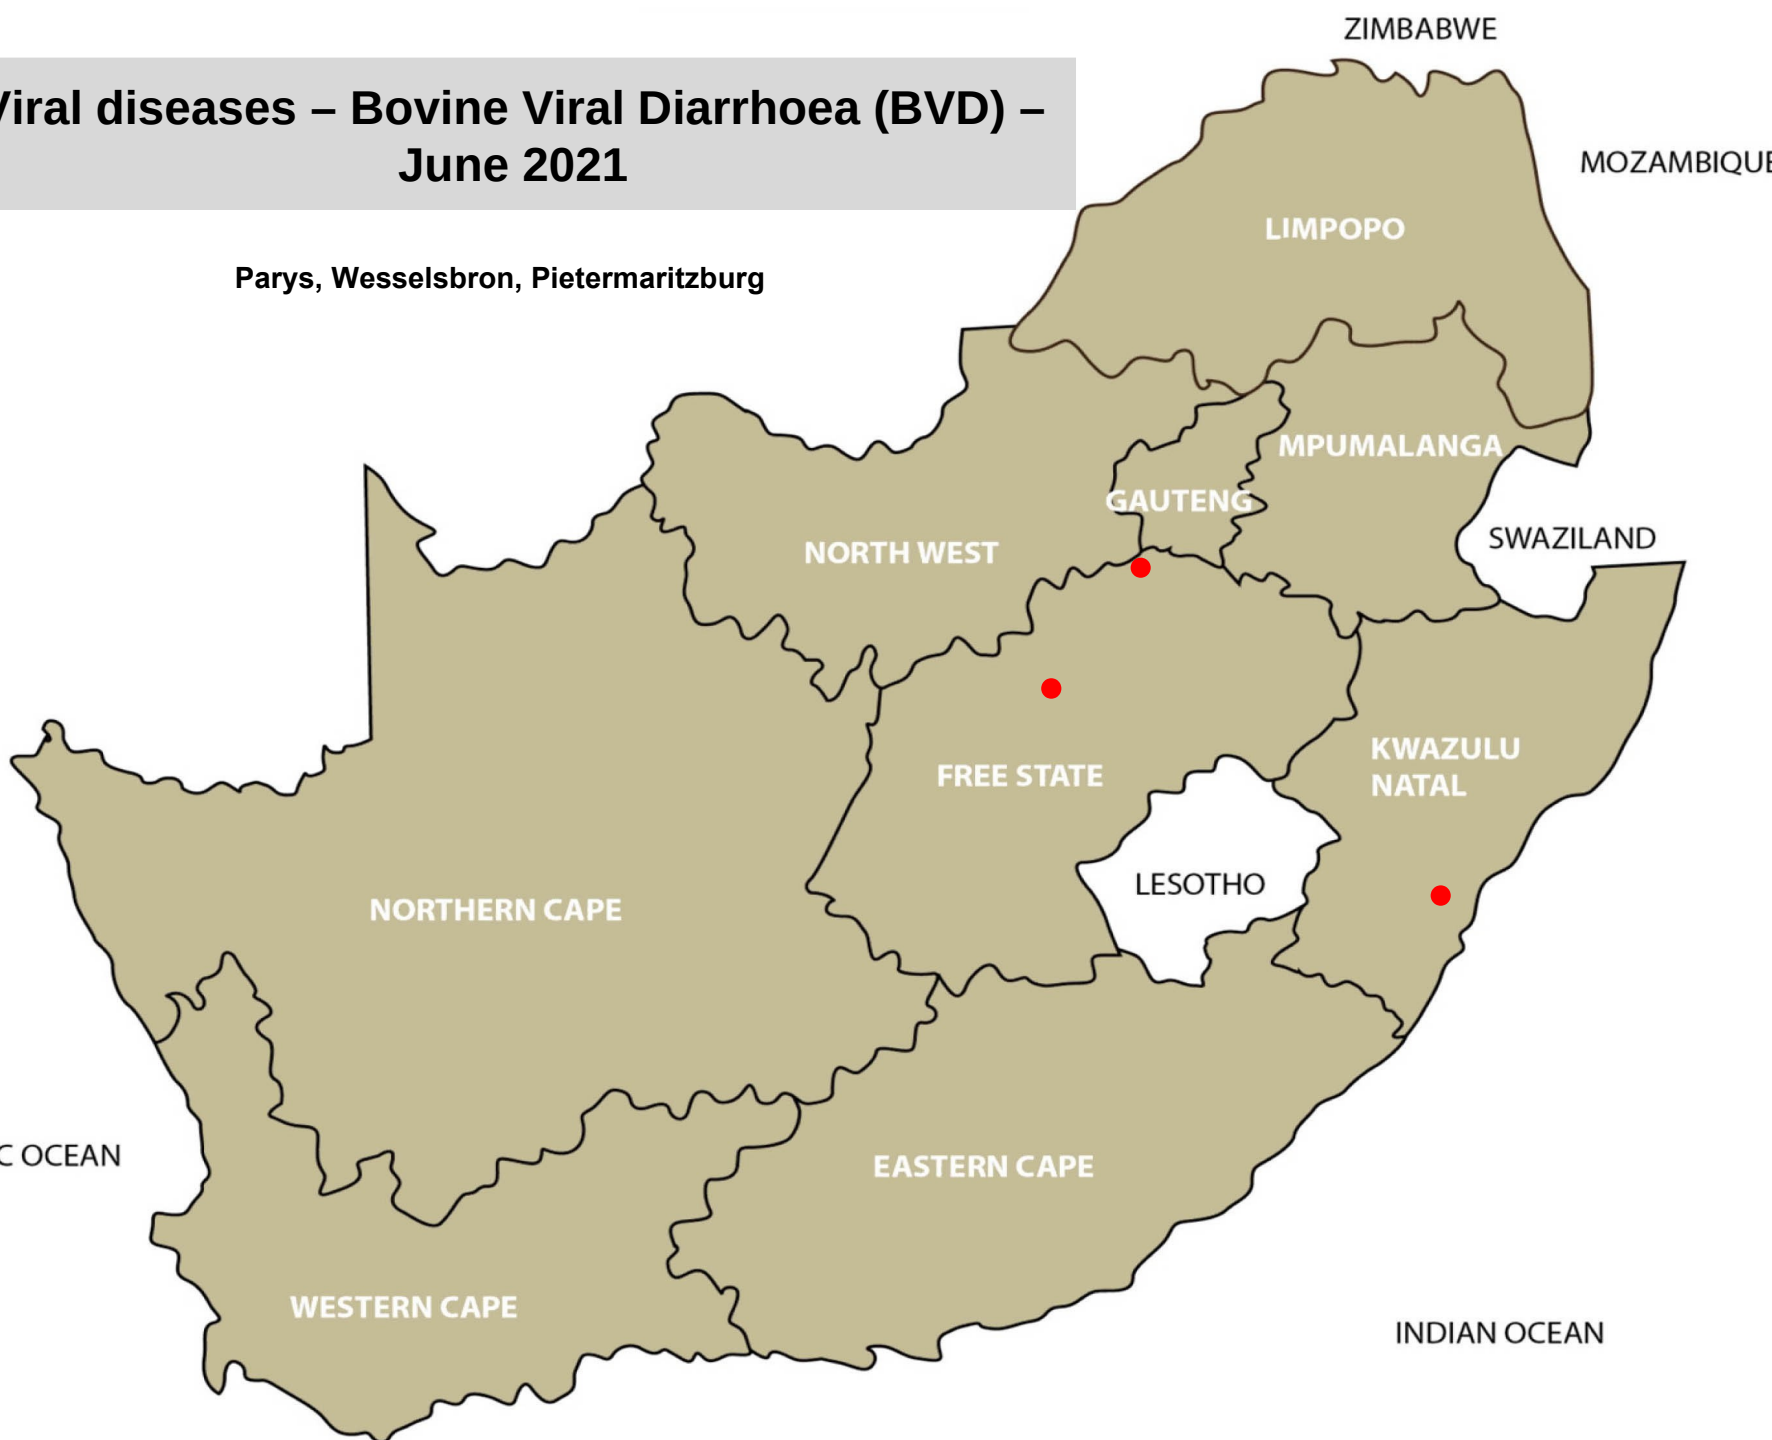 ZIMBABWE
Viral diseases – Bovine Viral Diarrhoea (BVD) –
June 2021
MOZAMBIQUE
LIMPOPO
Parys, Wesselsbron, Pietermaritzburg
MPUMALANGA
GAUTENG
NORTH WEST
SWAZILAND
KWAZULU
NATAL
FREE STATE
LESOTHO
NORTHERN CAPE
C OCEAN
EASTERN CAPE
WESTERN CAPE
INDIAN OCEAN